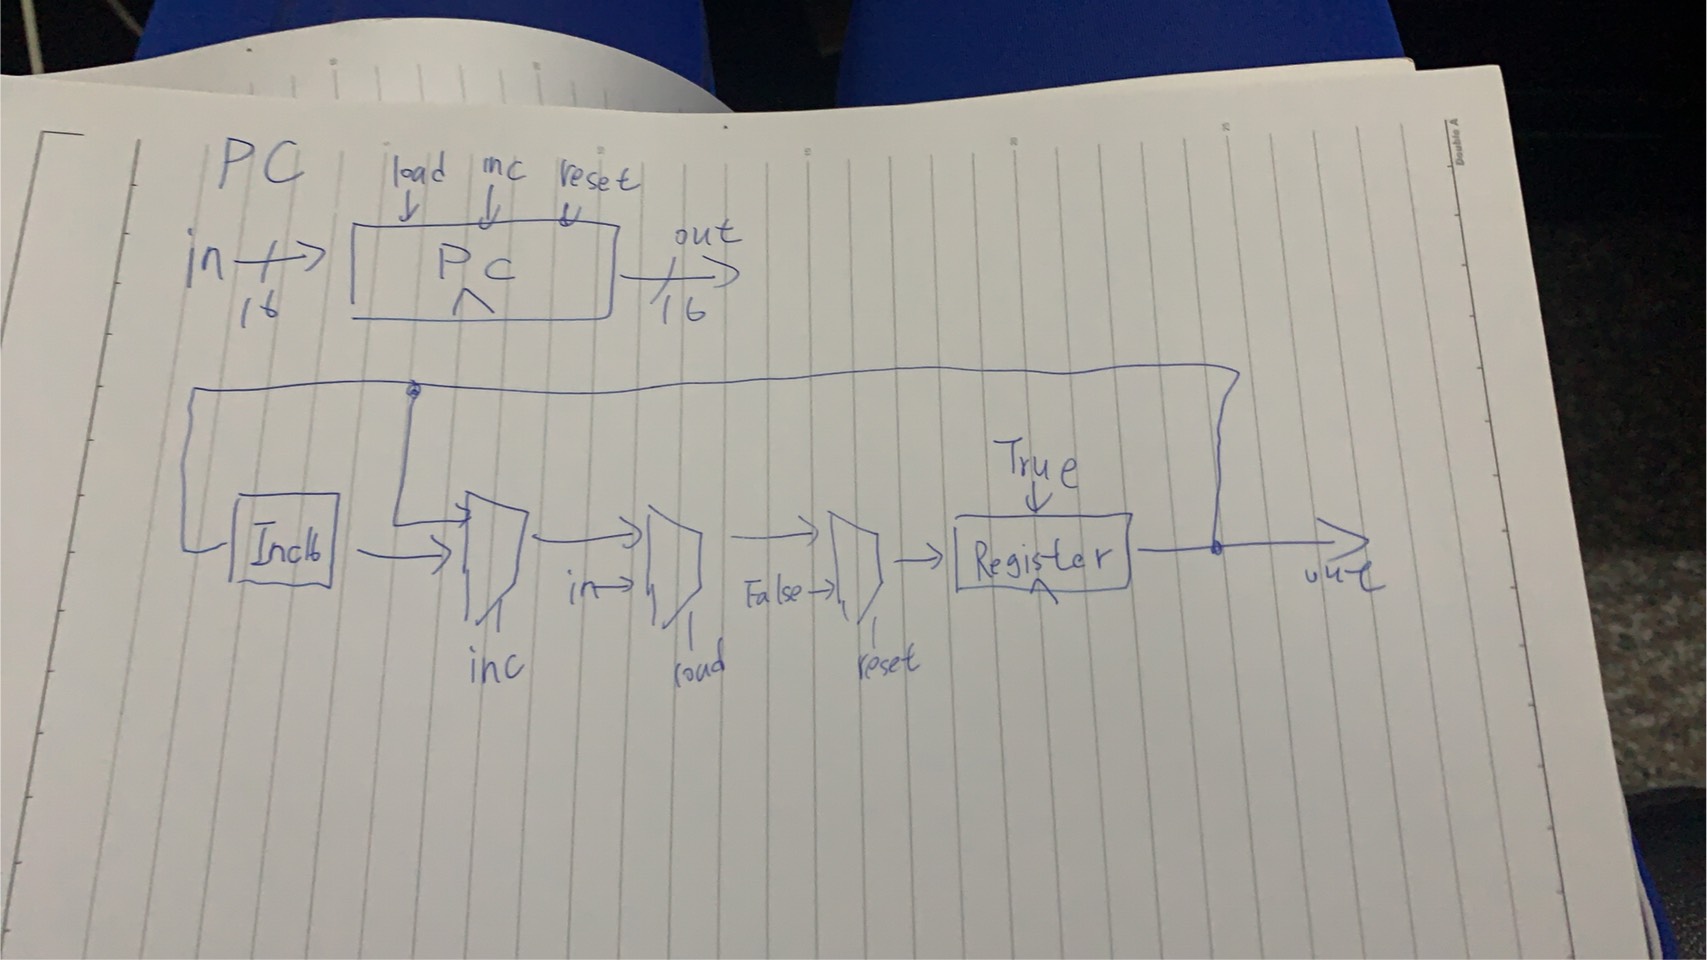 PC
load inc reset
in
16
PC
out
16
True
Inc16
in
False
Register
out
inc
load
reset
Double A